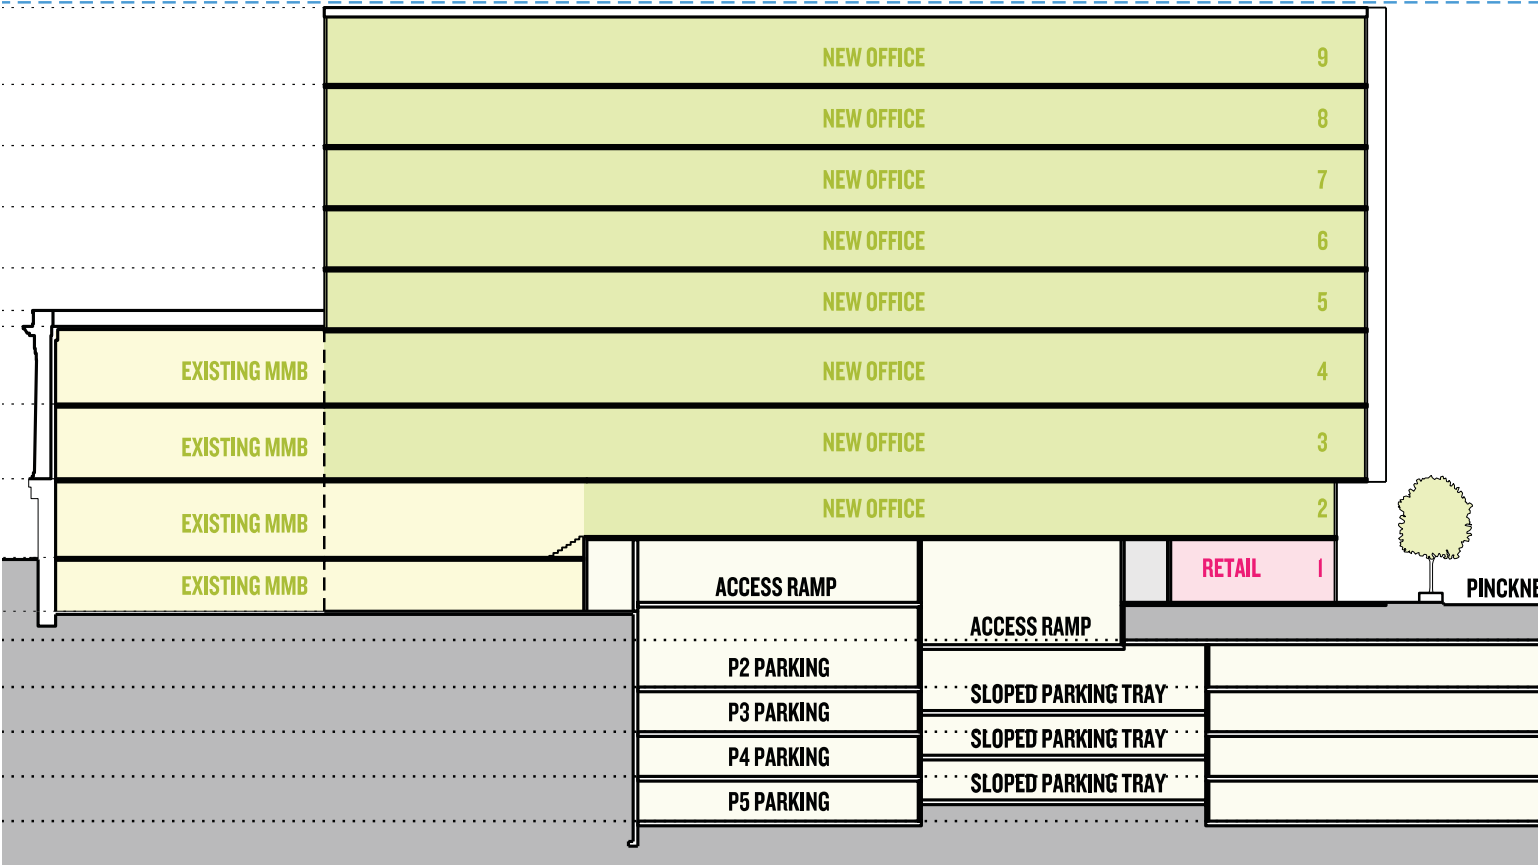 NEW OFFICE 9
NEW OFFICE 8
NEW OFFICE 7
NEW OFFICE 6
NEW OFFICE 5
EXISTING MMB NEW OFFICE 4
EXISTING MMB NEW OFFICE 3
EXISTING MMB NEW OFFICE 2
EXISTING MMB ACCESS RAMP RETAIL 1
PINCKNE
ACCESS RAMP
P2 PARKING
SLOPED PARKING TRAY
P3 PARKING
SLOPED PARKING TRAY
P4 PARKING
SLOPED PARKING TRAY
P5 PARKING